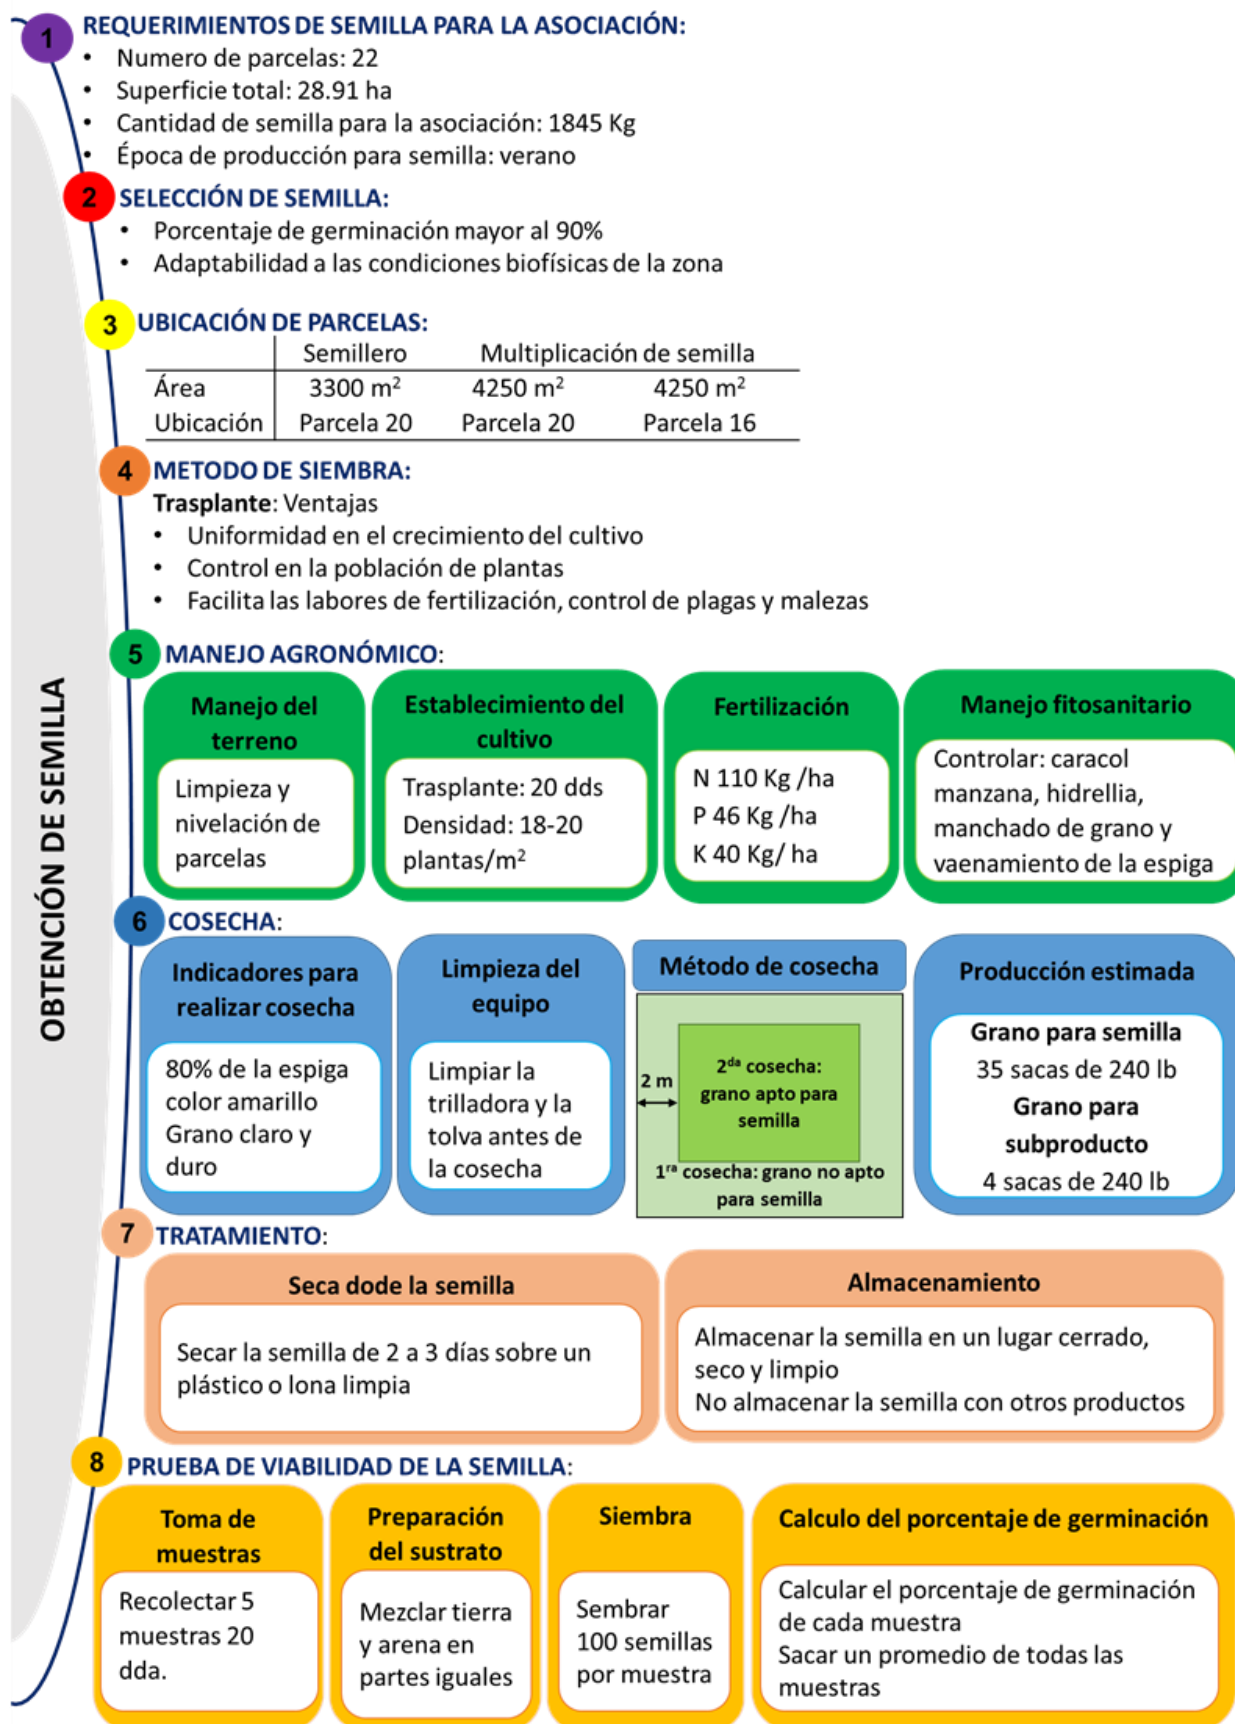 1
REQUERIMIENTOS DE SEMILLA PARA LA ASOCIACIÓN:
• Numero de parcelas: 22
• Superficie total: 28.91 ha
• Cantidad de semilla para la asociación: 1845 Kg
• Época de producción para semilla: verano
2
SELECCIÓN DE SEMILLA:
• Porcentaje de germinación mayor al 90%
• Adaptabilidad a las condiciones biofísicas de la zona
3
UBICACIÓN DE PARCELAS:
Semillero Multiplicación de semilla
Área 3300 m² 4250 m² 4250 m²
Ubicación Parcela 20 Parcela 20 Parcela 16
4
METODO DE SIEMBRA:
Trasplante: Ventajas
• Uniformidad en el crecimiento del cultivo
• Control en la población de plantas
• Facilita las labores de fertilización, control de plagas y malezas
OBTENCIÓN DE SEMILLA
5
MANEJO AGRONÓMICO:
Manejo del
terreno
Limpieza y
nivelación de
parcelas
Establecimiento del
cultivo
Trasplante: 20 dds
Densidad: 18-20
plantas/m²
Fertilización
N 110 Kg /ha
P 46 Kg /ha
K 40 Kg/ ha
Manejo fitosanitario
Controlar: caracol
manzana, hidrellia,
manchado de grano y
vaenamiento de la espiga
6
COSECHA:
Indicadores para
realizar cosecha
80% de la espiga
color amarillo
Grano claro y
duro
Limpieza del
equipo
Limpiar la
trilladora y la
tolva antes de
la cosecha
Método de cosecha
2 m
2ᵈᵃ cosecha:
grano apto para
semilla
1ʳᵃ cosecha: grano no apto
para semilla
Producción estimada
Grano para semilla
35 sacas de 240 lb
Grano para
subproducto
4 sacas de 240 lb
7
TRATAMIENTO:
Seca dode la semilla
Secar la semilla de 2 a 3 días sobre un
plástico o lona limpia
Almacenamiento
Almacenar la semilla en un lugar cerrado,
seco y limpio
No almacenar la semilla con otros productos
8
PRUEBA DE VIABILIDAD DE LA SEMILLA:
Toma de
muestras
Recolectar 5
muestras 20
dda.
Preparación
del sustrato
Mezclar tierra
y arena en
partes iguales
Siembra
Sembrar
100 semillas
por muestra
Calculo del porcentaje de germinación
Calcular el porcentaje de germinación
de cada muestra
Sacar un promedio de todas las
muestras